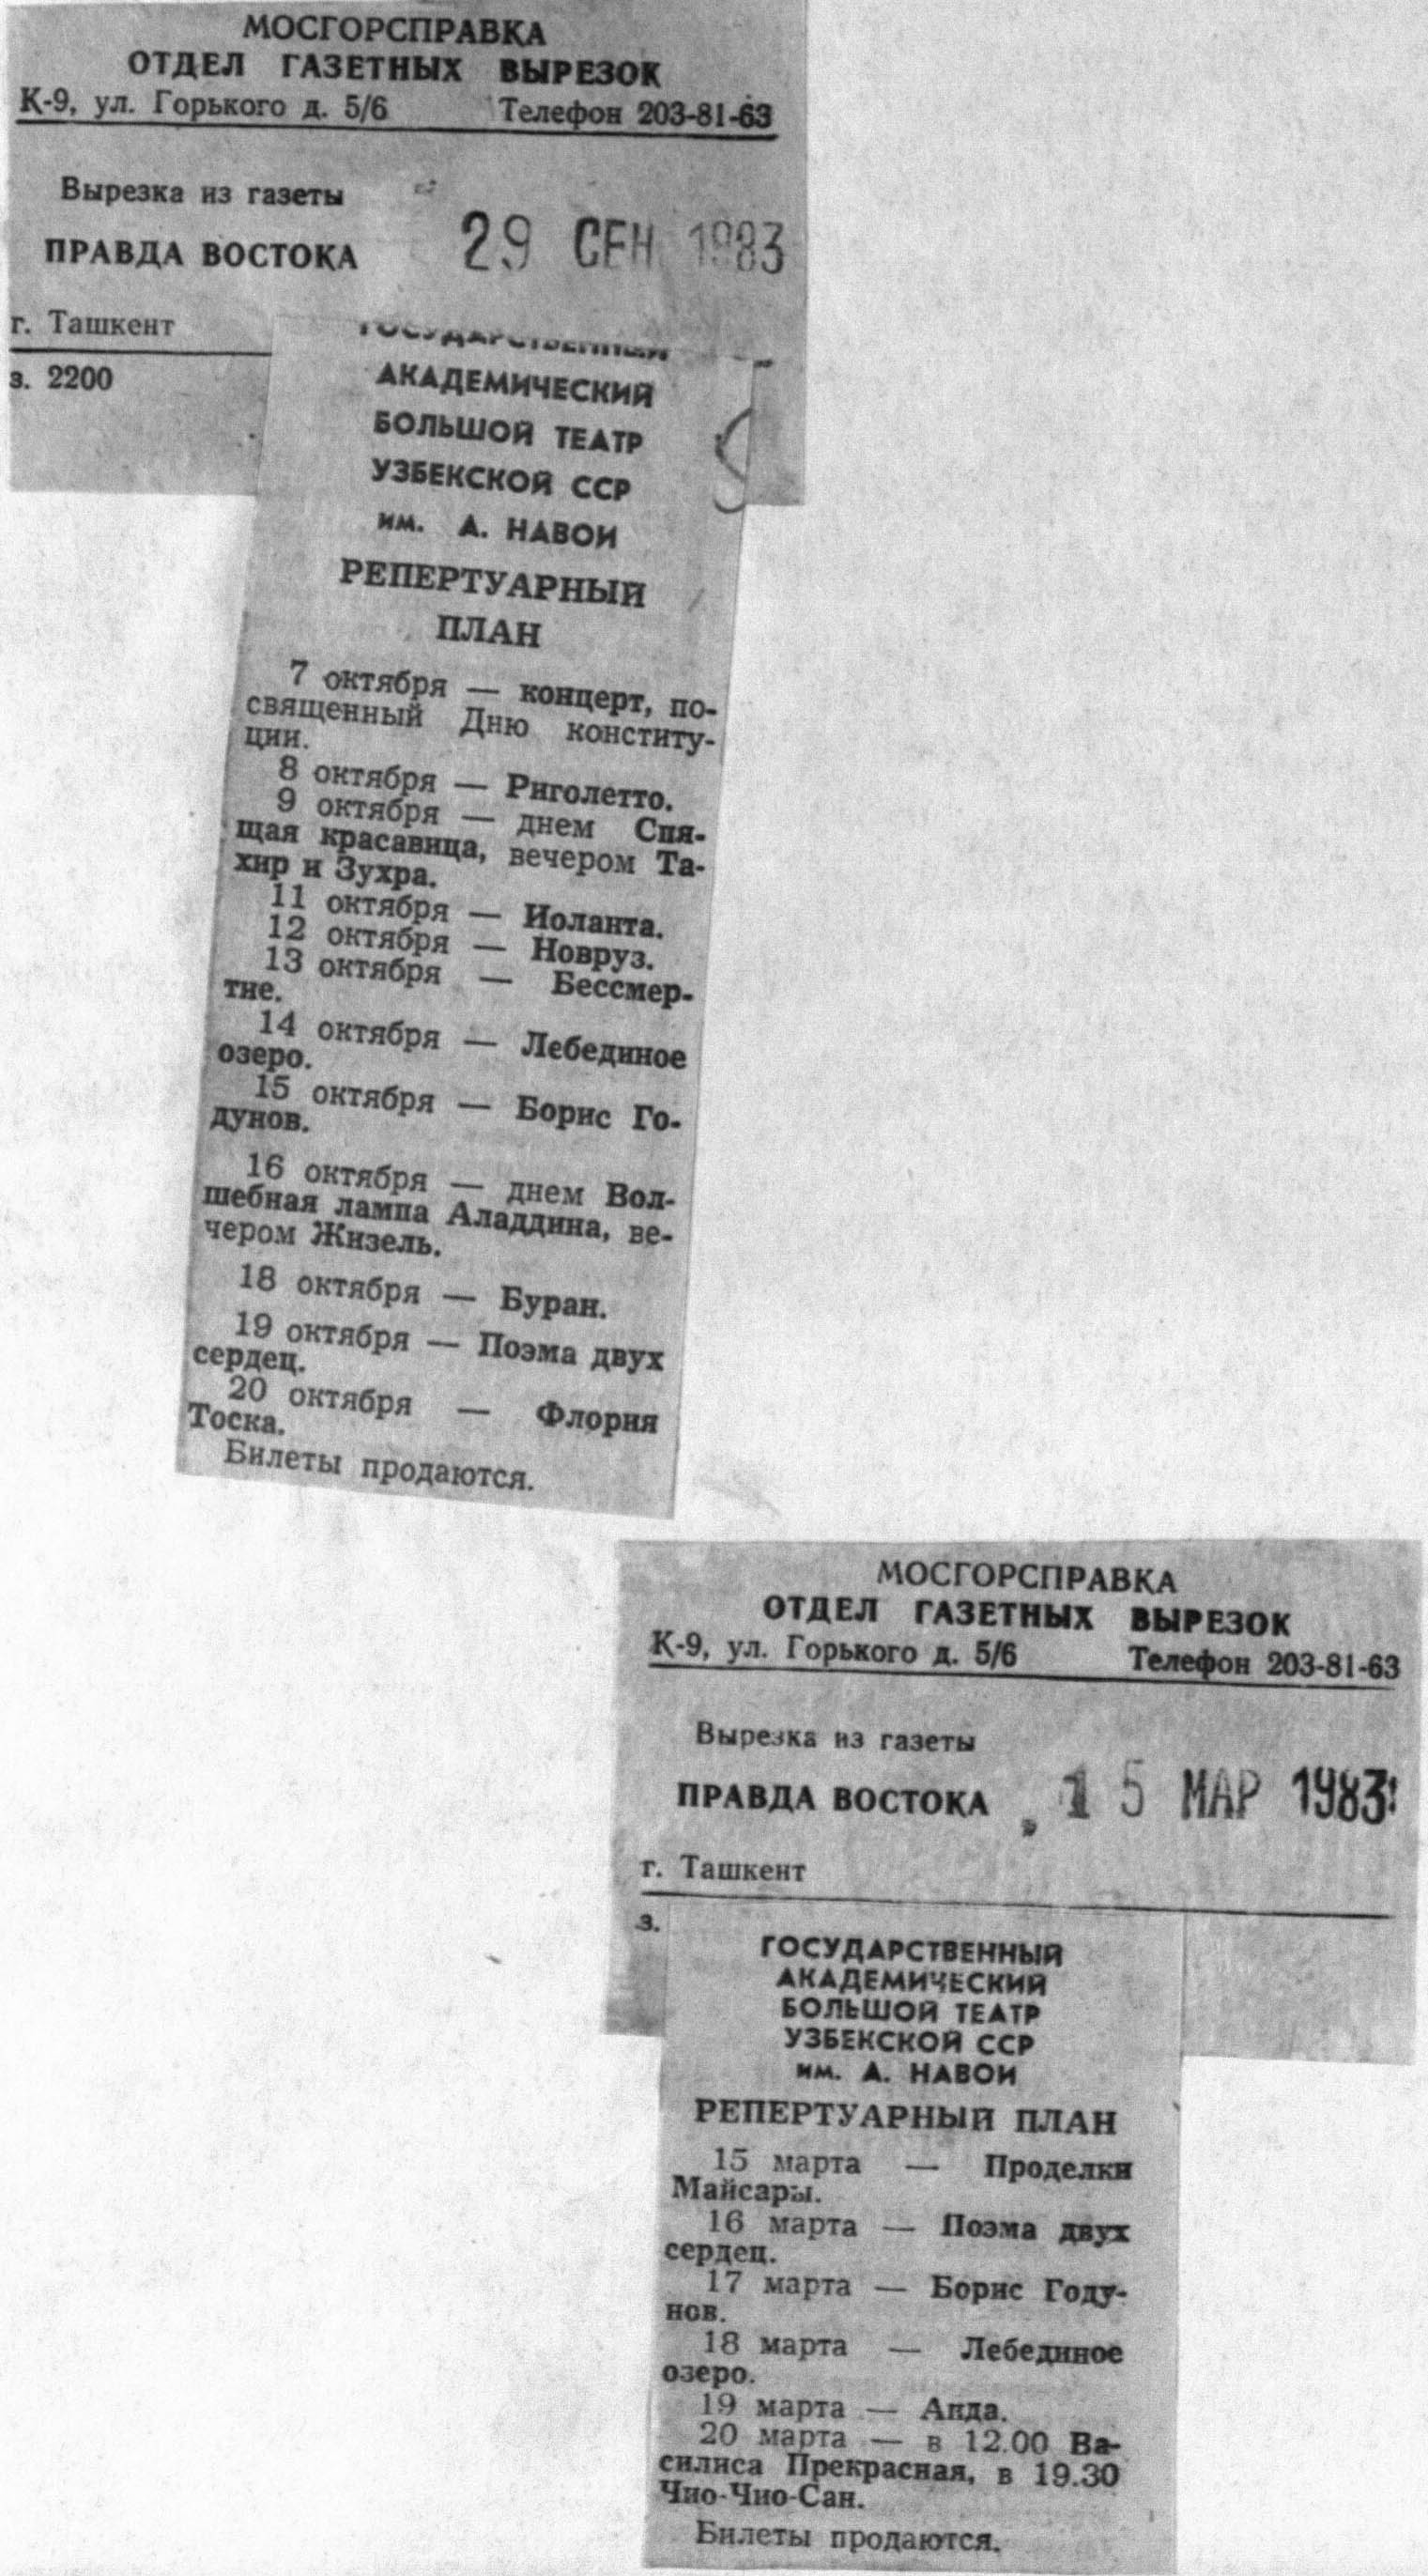 МОСГОРСПРАВКА
ОТДЕЛ ГАЗЕТНЫХ ВЫРЕЗОК
К-9, ул. Горького д. 5/6 Телефон 203-81-63
Вырезка из газеты
ПРАВДА ВОСТОКА 29 СЕН 1983
г. Ташкент
з. 2200
ГОСУДАРСТВЕННЫЙ
АКАДЕМИЧЕСКИЙ
БОЛЬШОЙ ТЕАТР
УЗБЕКСКОЙ ССР
им. А. НАВОИ
РЕПЕРТУАРНЫЙ
ПЛАН
7 октября — концерт, по-
священный Дню конститу-
ции.
8 октября — Риголетто.
9 октября — днем Спя-
щая красавица, вечером Та-
хир и Зухра.
11 октября — Иоланта.
12 октября — Новруз.
13 октября — Бессмер-
тие.
14 октября — Лебединое
озеро.
15 октября — Борис Го-
дунов.
16 октября — днем Вол-
шебная лампа Аладдина, ве-
чером Жизель.
18 октября — Буран.
19 октября — Поэма двух
сердец.
20 октября — Флория
Тоска.
Билеты продаются.
МОСГОРСПРАВКА
ОТДЕЛ ГАЗЕТНЫХ ВЫРЕЗОК
К-9, ул. Горького д. 5/6 Телефон 203-81-63
Вырезка из газеты
ПРАВДА ВОСТОКА 15 МАР 1983
г. Ташкент
з.
ГОСУДАРСТВЕННЫЙ
АКАДЕМИЧЕСКИЙ
БОЛЬШОЙ ТЕАТР
УЗБЕКСКОЙ ССР
им. А. НАВОИ
РЕПЕРТУАРНЫЙ ПЛАН
15 марта — Проделки
Майсары.
16 марта — Поэма двух
сердец.
17 марта — Борис Году-
нов.
18 марта — Лебединое
озеро.
19 марта — Аида.
20 марта — в 12.00 Ва-
силиса Прекрасная, в 19.30
Чио-Чио-Сан.
Билеты продаются.